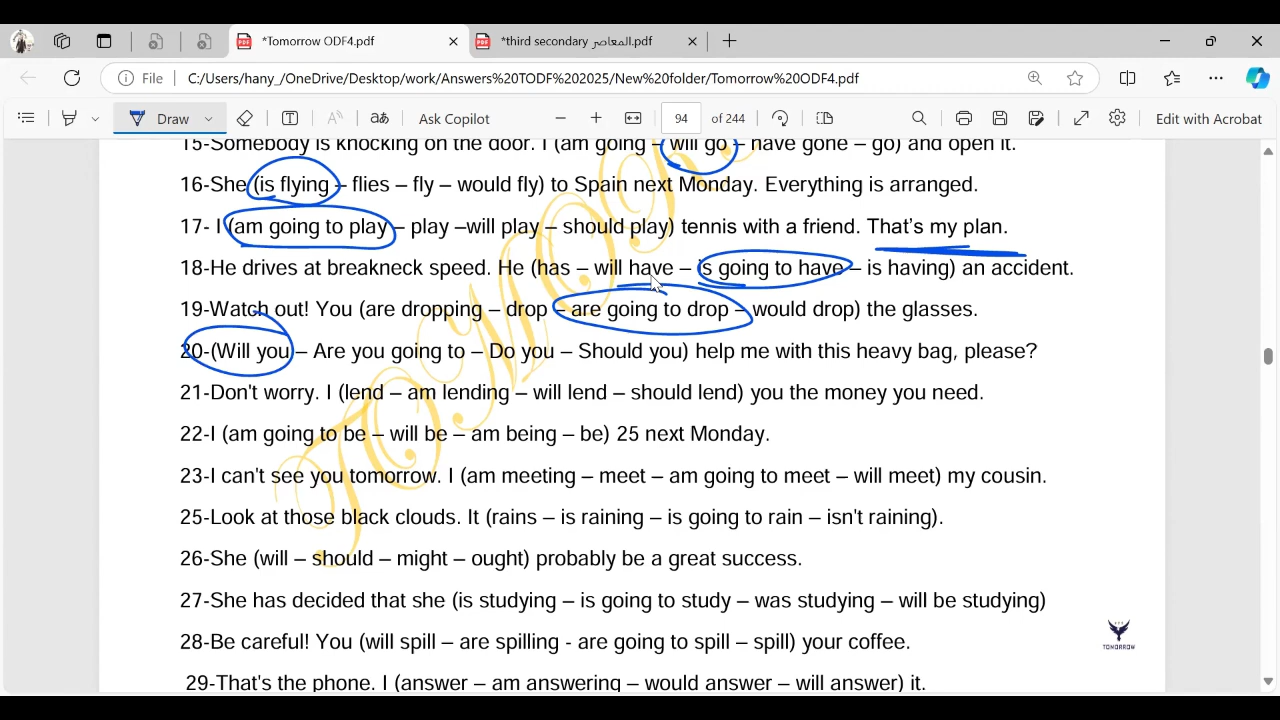 *Tomorrow ODF4.pdf
*third secondary المعاصر.pdf
File
C:/Users/hany_/OneDrive/Desktop/work/Answers%20TODF%202025/New%20folder/Tomorrow%20ODF4.pdf
Draw
Ask Copilot
94 of 244
Edit with Acrobat
15-Somebody is knocking on the door. I (am going – will go – have gone – go) and open it.
16-She (is flying – flies – fly – would fly) to Spain next Monday. Everything is arranged.
17- I (am going to play – play –will play – should play) tennis with a friend. That's my plan.
18-He drives at breakneck speed. He (has – will have – is going to have – is having) an accident.
19-Watch out! You (are dropping – drop – are going to drop – would drop) the glasses.
20-(Will you – Are you going to – Do you – Should you) help me with this heavy bag, please?
21-Don't worry. I (lend – am lending – will lend – should lend) you the money you need.
22-I (am going to be – will be – am being – be) 25 next Monday.
23-I can't see you tomorrow. I (am meeting – meet – am going to meet – will meet) my cousin.
25-Look at those black clouds. It (rains – is raining – is going to rain – isn't raining).
26-She (will – should – might – ought) probably be a great success.
27-She has decided that she (is studying – is going to study – was studying – will be studying)
28-Be careful! You (will spill – are spilling - are going to spill – spill) your coffee.
29-That's the phone. I (answer – am answering – would answer – will answer) it.
TOMOR
TOMORROW